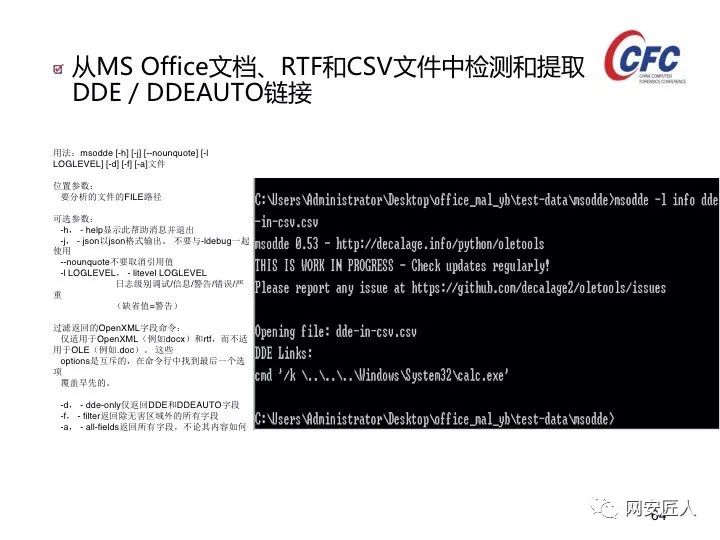 从MS Office文档、RTF和CSV文件中检测和提取
DDE / DDEAUTO链接
CFC
CHINA COMPUTER
FORENSICS CONFERENCE
用法：msodde [-h] [-j] [--nounquote] [-l
LOGLEVEL] [-d] [-f] [-a]文件
位置参数：
要分析的文件的FILE路径
可选参数：
-h， - help显示此帮助消息并退出
-j， - json以json格式输出， 不要与-ldebug一起
使用
--nounquote不要取消引用值
-l LOGLEVEL， - litevel LOGLEVEL
日志级别调试/信息/警告/错误/严
重
（缺省值=警告）
过滤返回的OpenXML字段命令：
仅适用于OpenXML（例如docx）和rtf，而不适
用于OLE（例如.doc）。 这些
options是互斥的，在命令行中找到最后一个选
项
覆盖早先的。
-d， - dde-only仅返回DDE和DDEAUTO字段
-f， - filter返回除无害区域外的所有字段
-a， - all-fields返回所有字段，不论其内容如何
C:\Users\Administrator\Desktop\office_mal_yb\test-data\msodde>msodde -l info dde
-in-csv.csv
msodde 0.53 - http://decalage.info/python/oletools
THIS IS WORK IN PROGRESS - Check updates regularly!
Please report any issue at https://github.com/decalage2/oletools/issues
Opening file: dde-in-csv.csv
DDE Links:
cmd '/k \..\..\..\Windows\System32\calc.exe'
C:\Users\Administrator\Desktop\office_mal_yb\test-data\msodde>
网安匠人
64